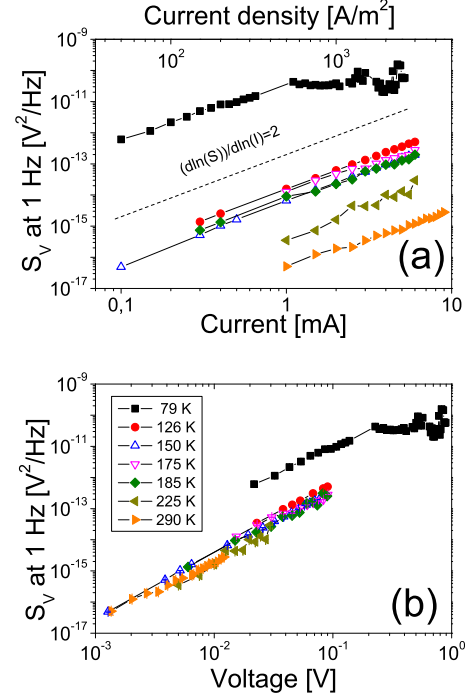 Current density [A/m²]
10² 10³
10⁻⁹
10⁻¹¹
10⁻¹³
10⁻¹⁵
10⁻¹⁷
S_V at 1 Hz [V²/Hz]
(a)
(dln(S))/dln(I)=2
(a)
0,1 1 10
Current [mA]
10⁻⁹
10⁻¹¹
10⁻¹³
10⁻¹⁵
10⁻¹⁷
S_V at 1 Hz [V²/Hz]
79 K
126 K
150 K
175 K
185 K
225 K
290 K
(b)
10⁻³ 10⁻² 10⁻¹ 10⁰
Voltage [V]